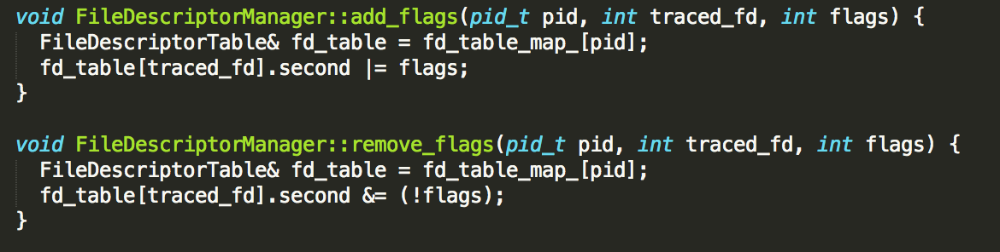 void FileDescriptorManager::add_flags(pid_t pid, int traced_fd, int flags) {
  FileDescriptorTable& fd_table = fd_table_map_[pid];
  fd_table[traced_fd].second |= flags;
}

void FileDescriptorManager::remove_flags(pid_t pid, int traced_fd, int flags) {
  FileDescriptorTable& fd_table = fd_table_map_[pid];
  fd_table[traced_fd].second &= (!flags);
}